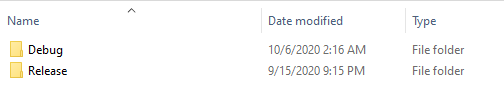 Name Date modified Type
Debug 10/6/2020 2:16 AM File folder
Release 9/15/2020 9:15 PM File folder